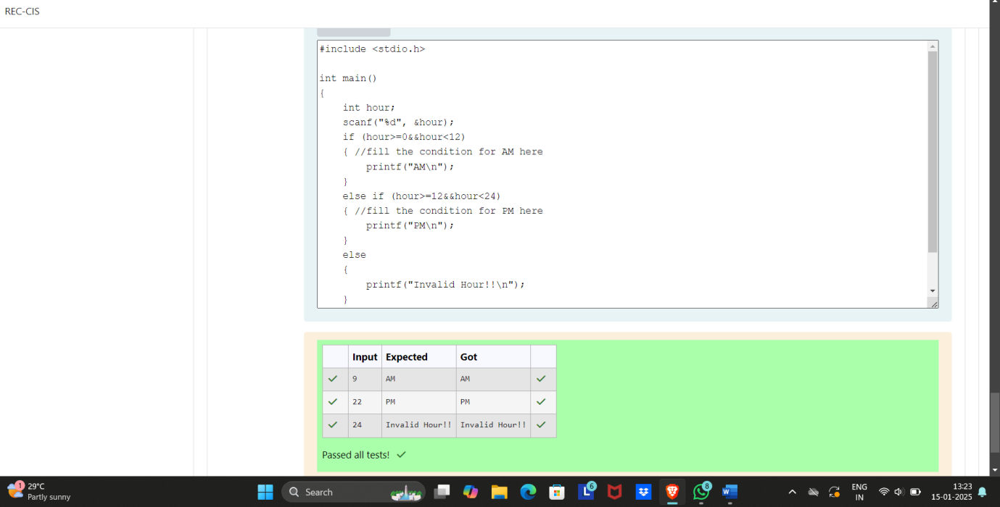 REC-CIS
#include <stdio.h>
int main()
{
    int hour;
    scanf("%d", &hour);
    if (hour>=0&&hour<12)
    { //fill the condition for AM here
        printf("AM\n");
    }
    else if (hour>=12&&hour<24)
    { //fill the condition for PM here
        printf("PM\n");
    }
    else
    {
        printf("Invalid Hour!!\n");
    }
Input Expected Got
9 AM AM
22 PM PM
24 Invalid Hour!! Invalid Hour!!
Passed all tests!
1
29°C
Partly sunny
Search
L
6
8
W
ENG
IN
13:23
15-01-2025